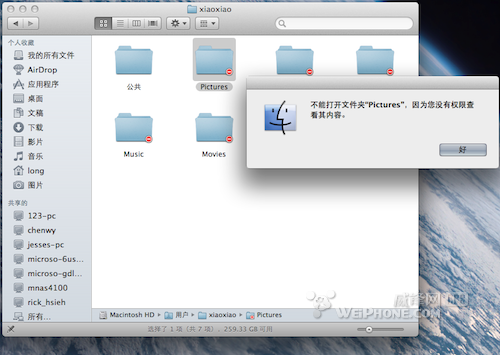 xiaoxiao
个人收藏
我的所有文件
AirDrop
应用程序
桌面
文稿
下载
影片
音乐
long
图片
共享的
123-pc
chenwy
jesses-pc
microso-6us...
microso-gdl...
mnas4100
rick_hsieh
所有...
公共
Pictures
Music
Movies
不能打开文件夹“Pictures”，因为您没有权限查
看其内容。
好
Macintosh HD
用户
xiaoxiao
Pictures
选择了 1 项（共 7 项），259.33 GB 可用
威锋网
WEIPHONE.COM